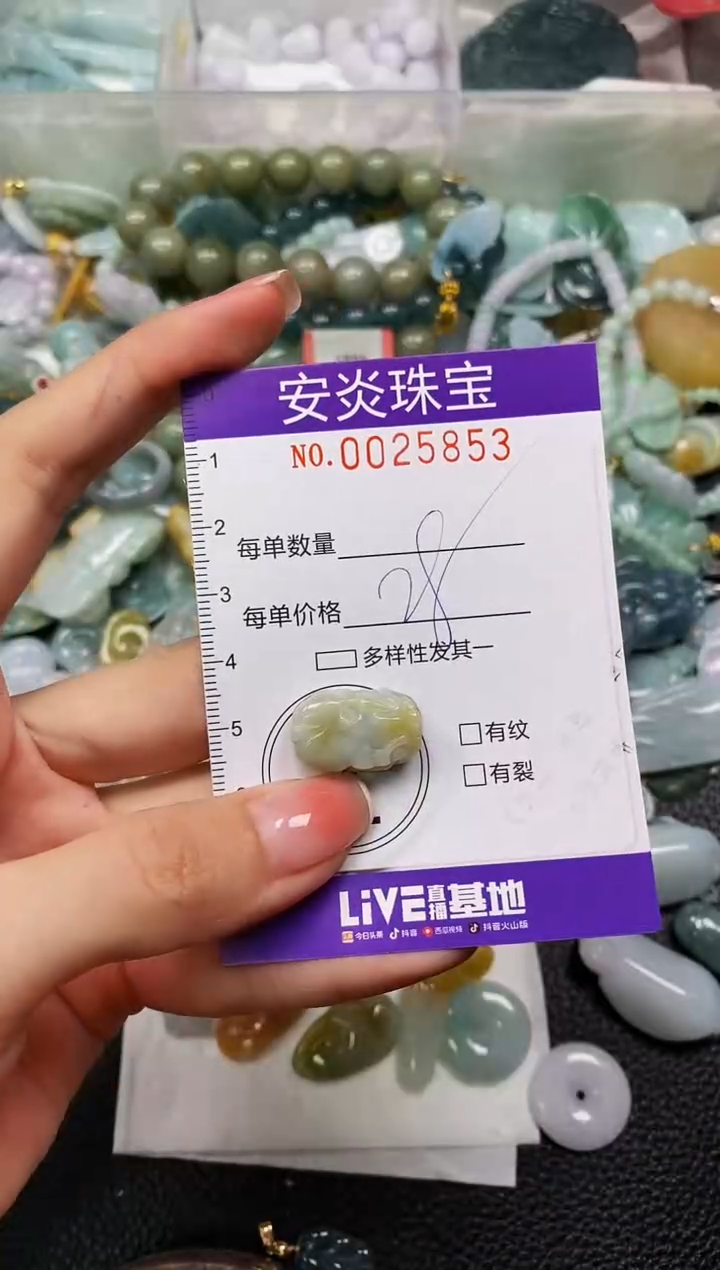 安炎珠宝
NO.0025853
0
1
2
每单数量
3
每单价格 28
4
多样性发其一
5
有纹
有裂
LiVE直播基地
今日头条 抖音 西瓜视频 抖音火山版